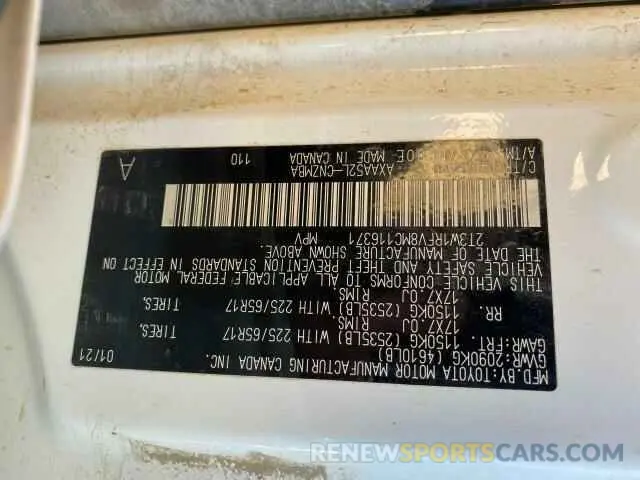 MFD.BY:TOYOTA MOTOR MANUFACTURING CANADA INC.
GVWR:2090KG(4610LB) 01/21
GAWR:FRT. 1150KG(2535LB) WITH 225/65R17 TIRES,
17X7.0J RIMS
RR. 1150KG(2535LB) WITH 225/65R17 TIRES,
17X7.0J RIMS
THIS VEHICLE CONFORMS TO ALL APPLICABLE FEDERAL MOTOR
VEHICLE SAFETY AND THEFT PREVENTION STANDARDS IN EFFECT ON
THE DATE OF MANUFACTURE SHOWN ABOVE.
2T3W1RFV8MC116371 MPV
C/TR
AXAA52L-CNZMBA 110 A
A/TM
MADE IN CANADA
RENEWSPORTSCARS.COM